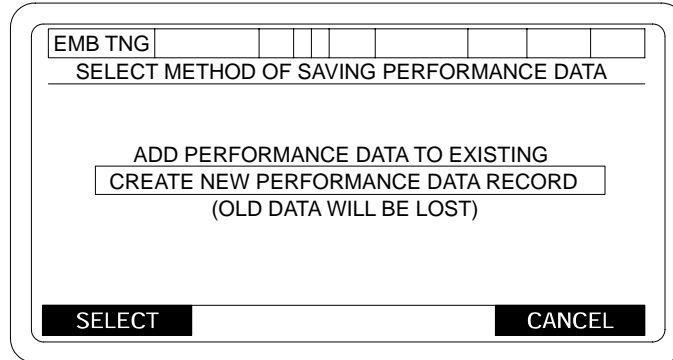 EMB TNG
SELECT METHOD OF SAVING PERFORMANCE DATA
ADD PERFORMANCE DATA TO EXISTING
CREATE NEW PERFORMANCE DATA RECORD
(OLD DATA WILL BE LOST)
SELECT CANCEL